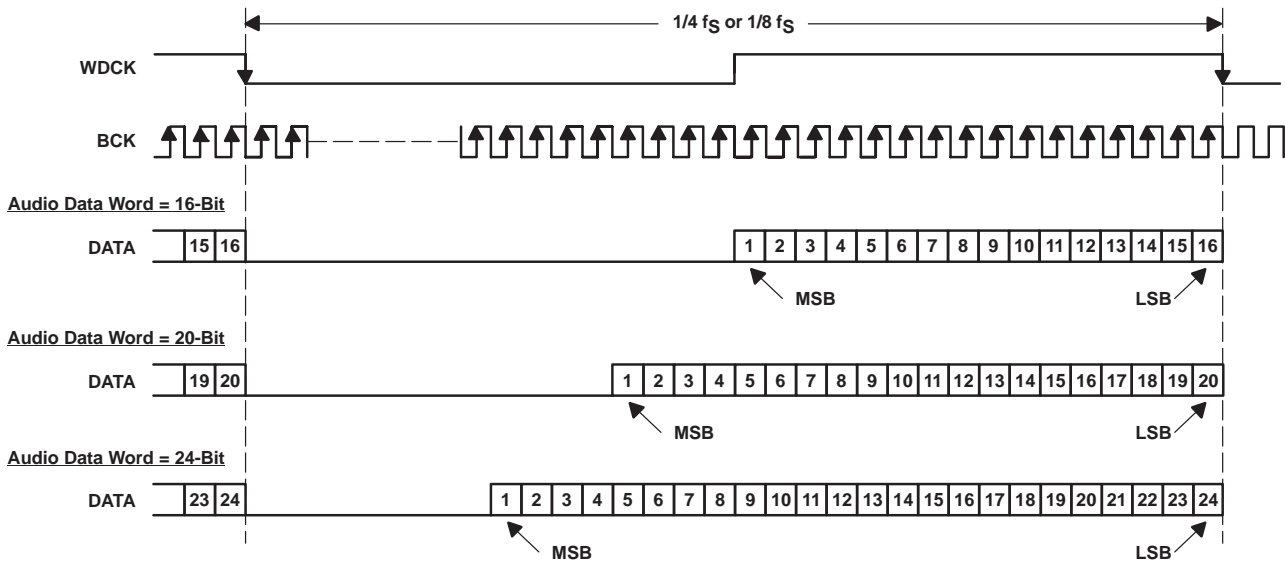 1/4 fS or 1/8 fS
WDCK
BCK
Audio Data Word = 16-Bit
DATA 15 16 1 2 3 4 5 6 7 8 9 10 11 12 13 14 15 16
MSB LSB
Audio Data Word = 20-Bit
DATA 19 20 1 2 3 4 5 6 7 8 9 10 11 12 13 14 15 16 17 18 19 20
MSB LSB
Audio Data Word = 24-Bit
DATA 23 24 1 2 3 4 5 6 7 8 9 10 11 12 13 14 15 16 17 18 19 20 21 22 23 24
MSB LSB